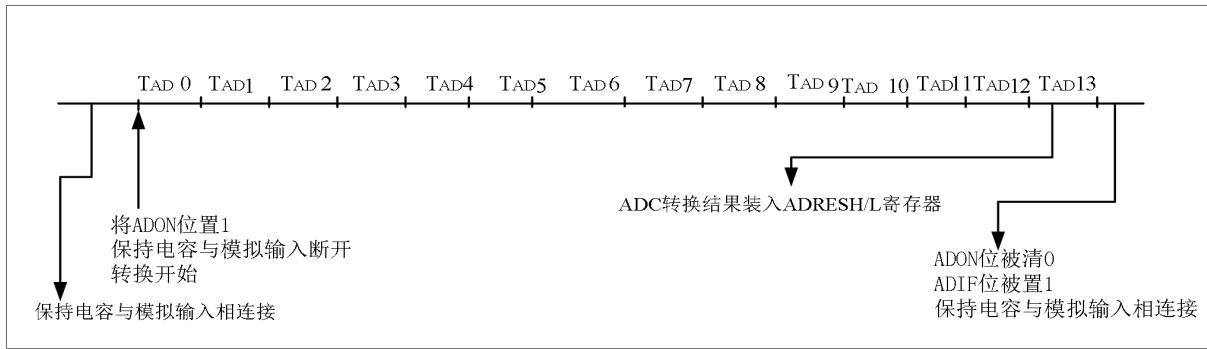 TAD 0 TAD1 TAD 2 TAD3 TAD4 TAD5 TAD 6 TAD7 TAD 8 TAD 9 TAD 10 TAD11 TAD12 TAD13
ADC转换结果装入ADRESH/L寄存器
将ADON位置1
保持电容与模拟输入断开
转换开始
保持电容与模拟输入相连接
ADON位被清0
ADIF位被置1
保持电容与模拟输入相连接